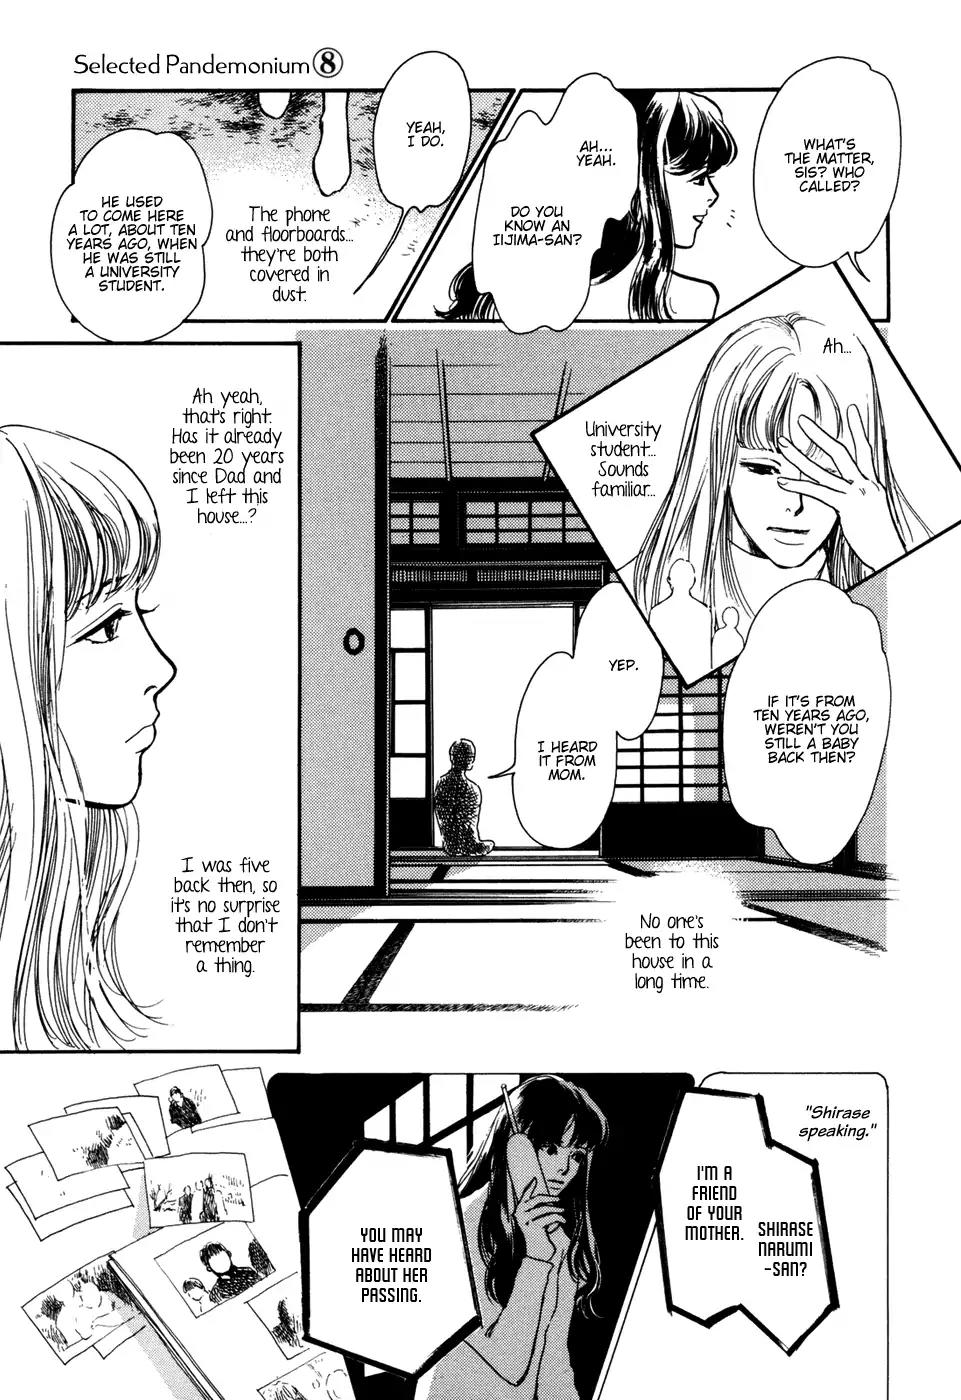 Selected Pandemonium⑧
WHAT'S
THE MATTER,
SIS? WHO
CALLED?
AH...
YEAH.
DO YOU
KNOW AN
IIJIMA-SAN?
YEAH,
I DO.
The phone
and floorboards...
they're both
covered in
dust.
HE USED
TO COME HERE
A LOT, ABOUT TEN
YEARS AGO, WHEN
HE WAS STILL
A UNIVERSITY
STUDENT.
Ah...
University
student...
Sounds
familiar...
IF IT'S FROM
TEN YEARS AGO,
WEREN'T YOU
STILL A BABY
BACK THEN?
YEP.
I HEARD
IT FROM
MOM.
No one's
been to this
house in a
long time.
Ah yeah,
that's right.
Has it already
been 20 years
since Dad and
I left this
house...?
I was five
back then, so
it's no surprise
that I don't
remember
a thing.
"Shirase
speaking."
SHIRASE
NARUMI
-SAN?
I'M A
FRIEND
OF YOUR
MOTHER.
YOU MAY
HAVE HEARD
ABOUT HER
PASSING.